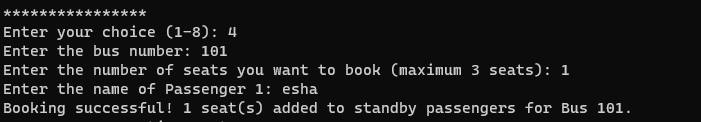 ****************
Enter your choice (1-8): 4
Enter the bus number: 101
Enter the number of seats you want to book (maximum 3 seats): 1
Enter the name of Passenger 1: esha
Booking successful! 1 seat(s) added to standby passengers for Bus 101.